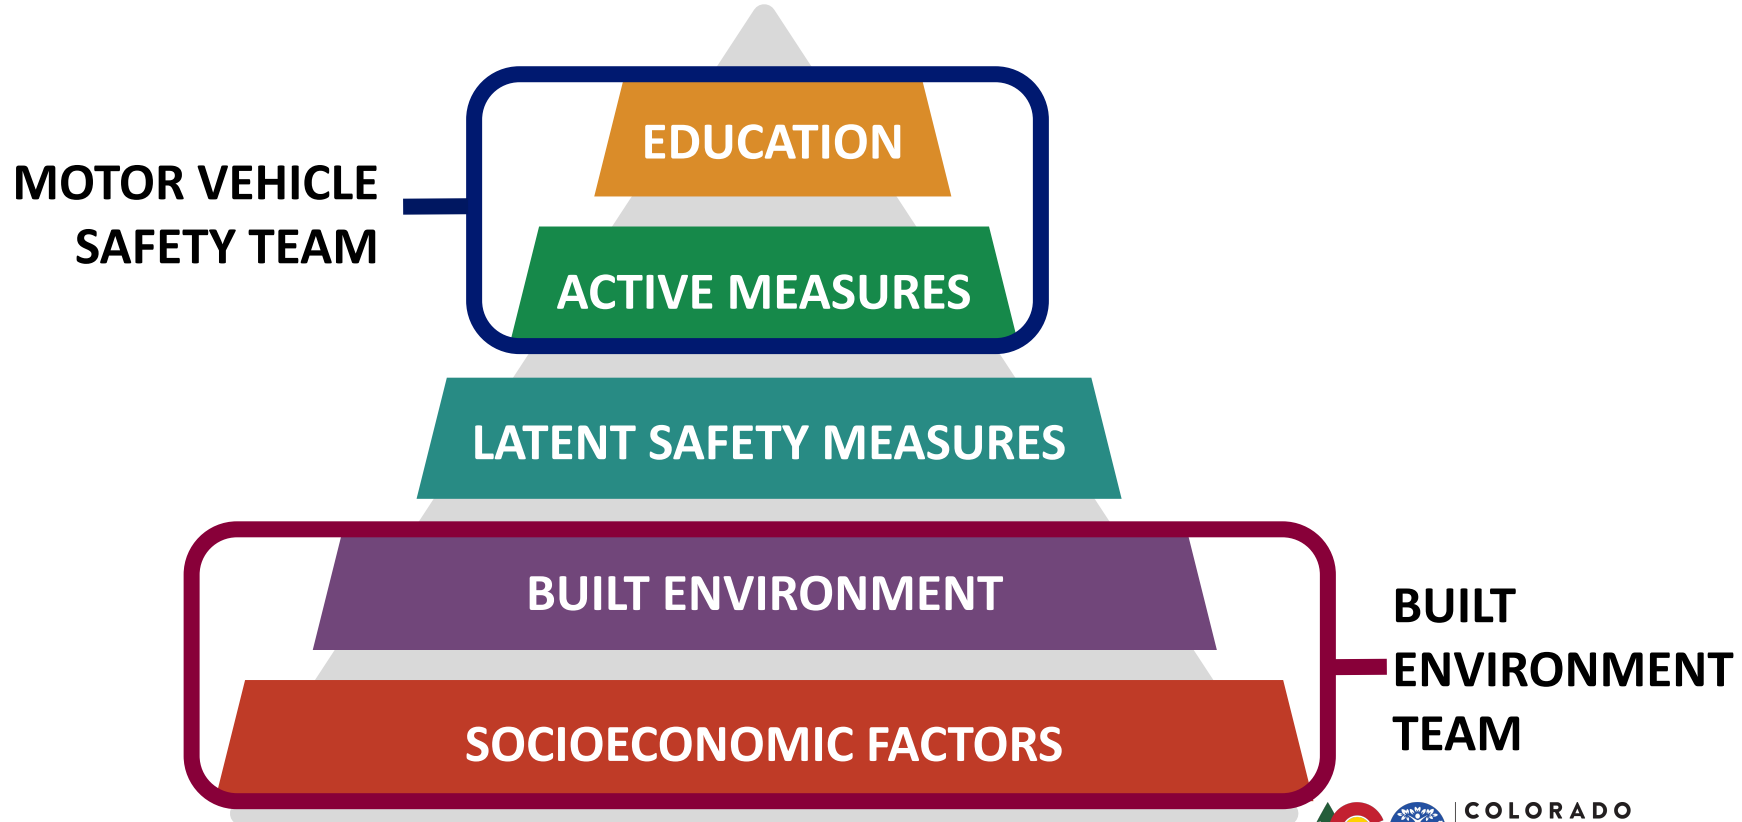 EDUCATION
MOTOR VEHICLE
SAFETY TEAM
ACTIVE MEASURES
LATENT SAFETY MEASURES
BUILT ENVIRONMENT
BUILT
ENVIRONMENT
TEAM
SOCIOECONOMIC FACTORS
COLORADO